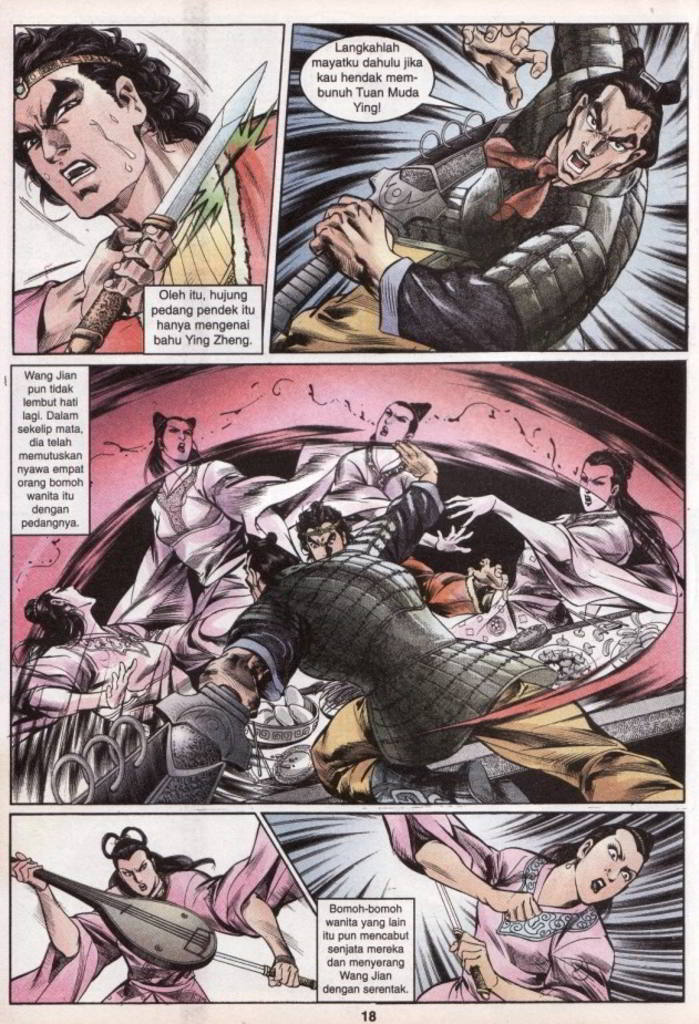 Langkahlah
mayatku dahulu jika
kau hendak mem-
bunuh Tuan Muda
Ying!
Oleh itu, hujung
pedang pendek itu
hanya mengenai
bahu Ying Zheng.
Wang Jian
pun tidak
lembut hati
lagi. Dalam
sekelip mata,
dia telah
memutuskan
nyawa empat
orang bomoh
wanita itu
dengan
pedangnya.
Bomoh-bomoh
wanita yang lain
itu pun mencabut
senjata mereka
dan menyerang
Wang Jian
dengan serentak.
18